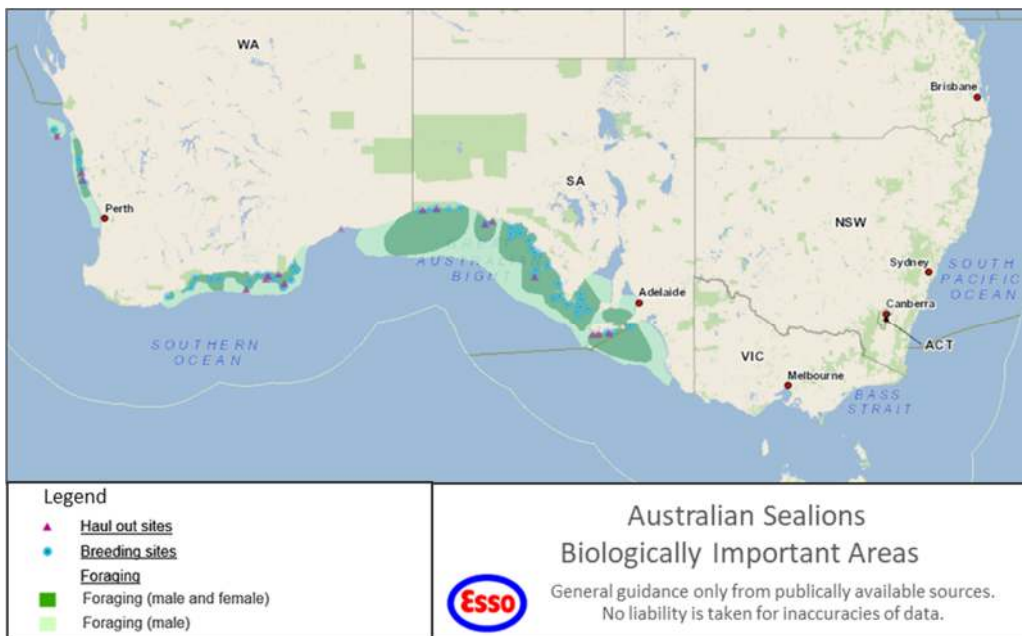 WA
Brisbane
SA
Perth
NSW
AUSTRAL
BIGHT
Sydney
SOUTH
PACIFIC
OCEAN
Adelaide
Canberra
ACT
SOUTHERN
OCEAN
VIC
Melbourne
BASS
STRAIT
Legend
Haul out sites
Breeding sites
Foraging
Foraging (male and female)
Foraging (male)
Australian Sealions
Biologically Important Areas
Esso
General guidance only from publically available sources.
No liability is taken for inaccuracies of data.